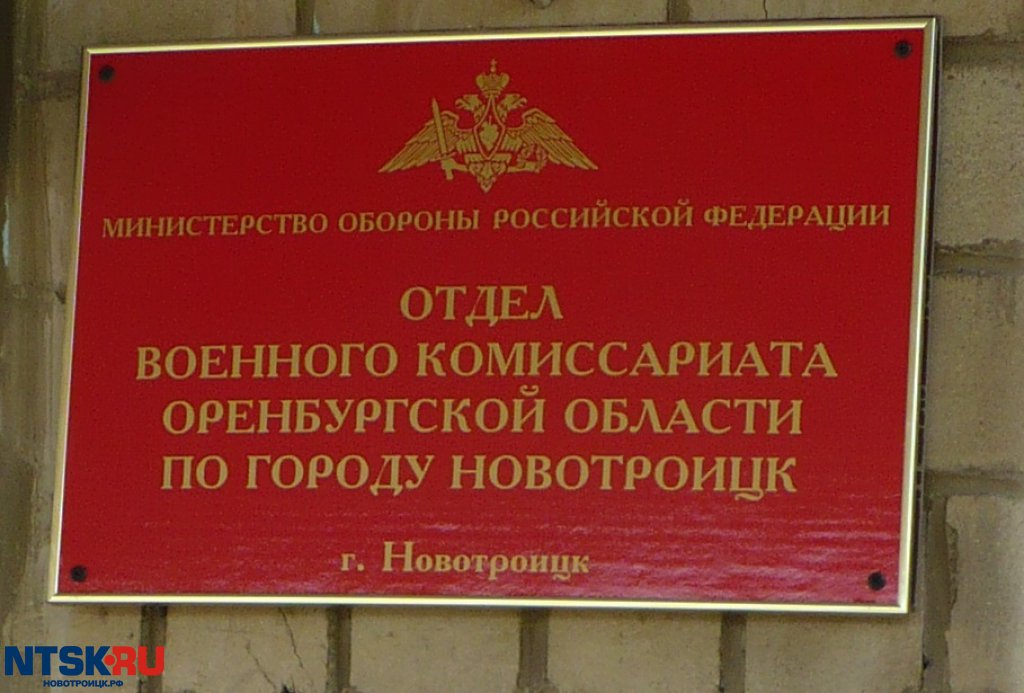 МИНИСТЕРСТВО ОБОРОНЫ РОССИЙСКОЙ ФЕДЕРАЦИИ
ОТДЕЛ
ВОЕННОГО КОМИССАРИАТА
ОРЕНБУРГСКОЙ ОБЛАСТИ
ПО ГОРОДУ НОВОТРОИЦК
г. Новотроицк
NTSK.RU
НОВОТРОИЦК.РФ